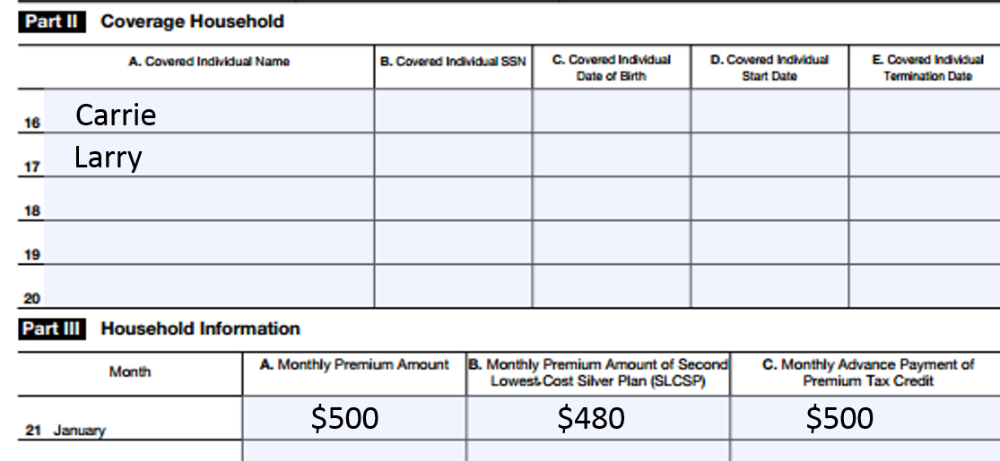 Part II Coverage Household
A. Covered Individual Name B. Covered Individual SSN C. Covered Individual Date of Birth D. Covered Individual Start Date E. Covered Individual Termination Date
16 Carrie
17 Larry
18
19
20
Part III Household Information
Month A. Monthly Premium Amount B. Monthly Premium Amount of Second Lowest Cost Silver Plan (SLCSP) C. Monthly Advance Payment of Premium Tax Credit
21 January $500 $480 $500